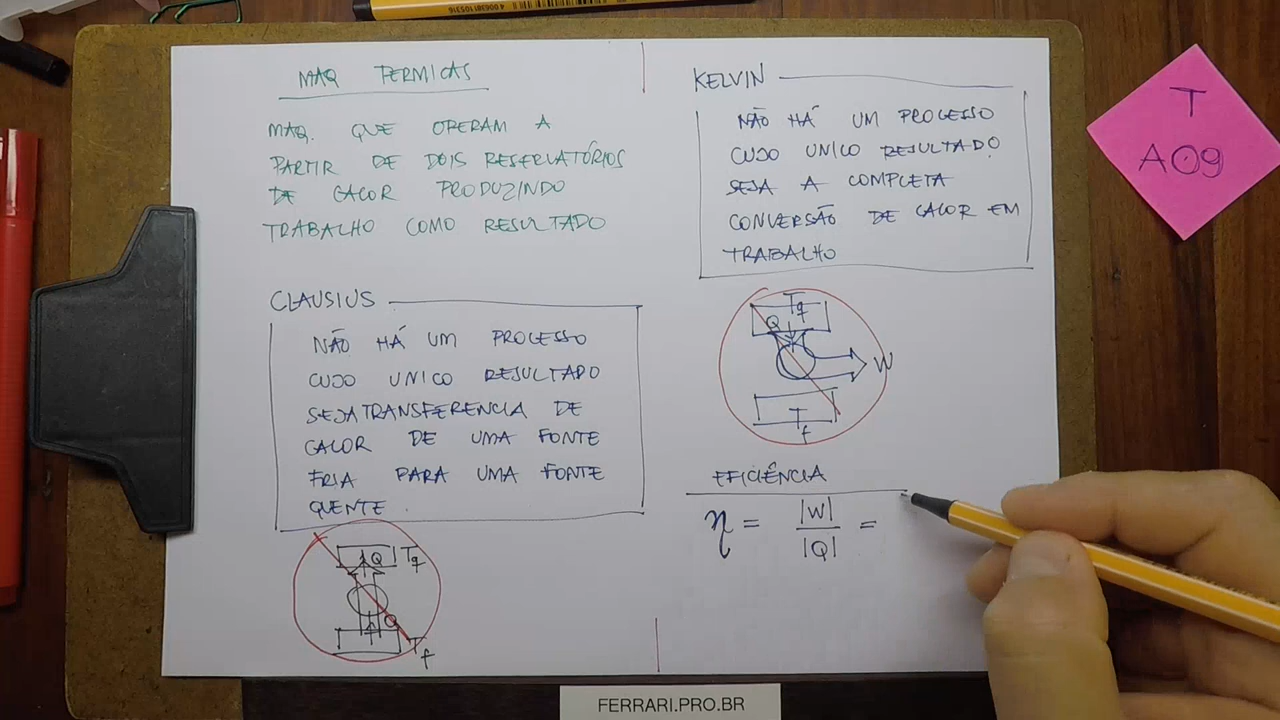 4006381105316
MAQ TERMICAS
MAQ. QUE OPERAM A
PARTIR DE DOIS RESERVATÓRIOS
DE CALOR PRODUZINDO
TRABALHO COMO RESULTADO
CLAUSIUS
NÃO HÁ UM PROCESSO
CUJO UNICO RESULTADO
SEJA TRANSFERENCIA DE
CALOR DE UMA FONTE
FRIA PARA UMA FONTE
QUENTE.
Q Tq
Q
Tf
KELVIN
NÃO HÁ UM PROCESSO
CUJO UNICO RESULTADO
SEJA A COMPLETA
CONVERSÃO DE CALOR EM
TRABALHO
Tq
Q
W
Tf
EFICIÊNCIA
η = |W| / |Q| =
T
A09
FERRARI.PRO.BR